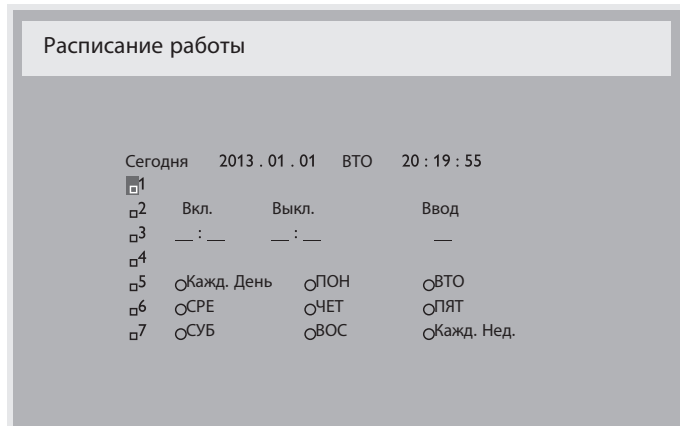 Расписание работы
Сегодня 2013 . 01 . 01 ВТО 20 : 19 : 55
1
2 Вкл. Выкл. Ввод
3 __ : __ __ : __ __
4
5 Кажд. День ПОН ВТО
6 СРЕ ЧЕТ ПЯТ
7 СУБ ВОС Кажд. Нед.